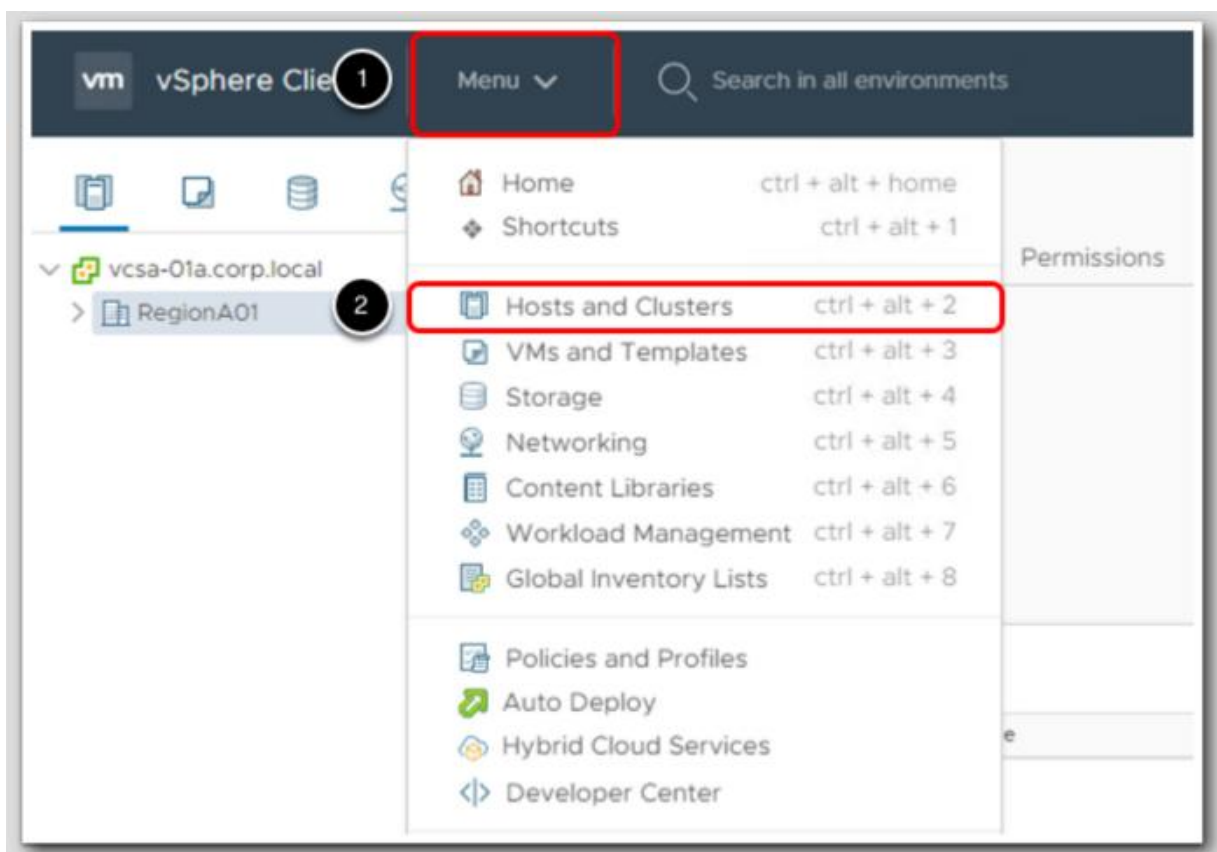 vm vSphere Clie 1 Menu Search in all environments
Home ctrl + alt + home
Shortcuts ctrl + alt + 1
Permissions
vcsa-01a.corp.local
RegionA01
2 Hosts and Clusters ctrl + alt + 2
VMs and Templates ctrl + alt + 3
Storage ctrl + alt + 4
Networking ctrl + alt + 5
Content Libraries ctrl + alt + 6
Workload Management ctrl + alt + 7
Global Inventory Lists ctrl + alt + 8
Policies and Profiles
Auto Deploy
Hybrid Cloud Services
e
Developer Center